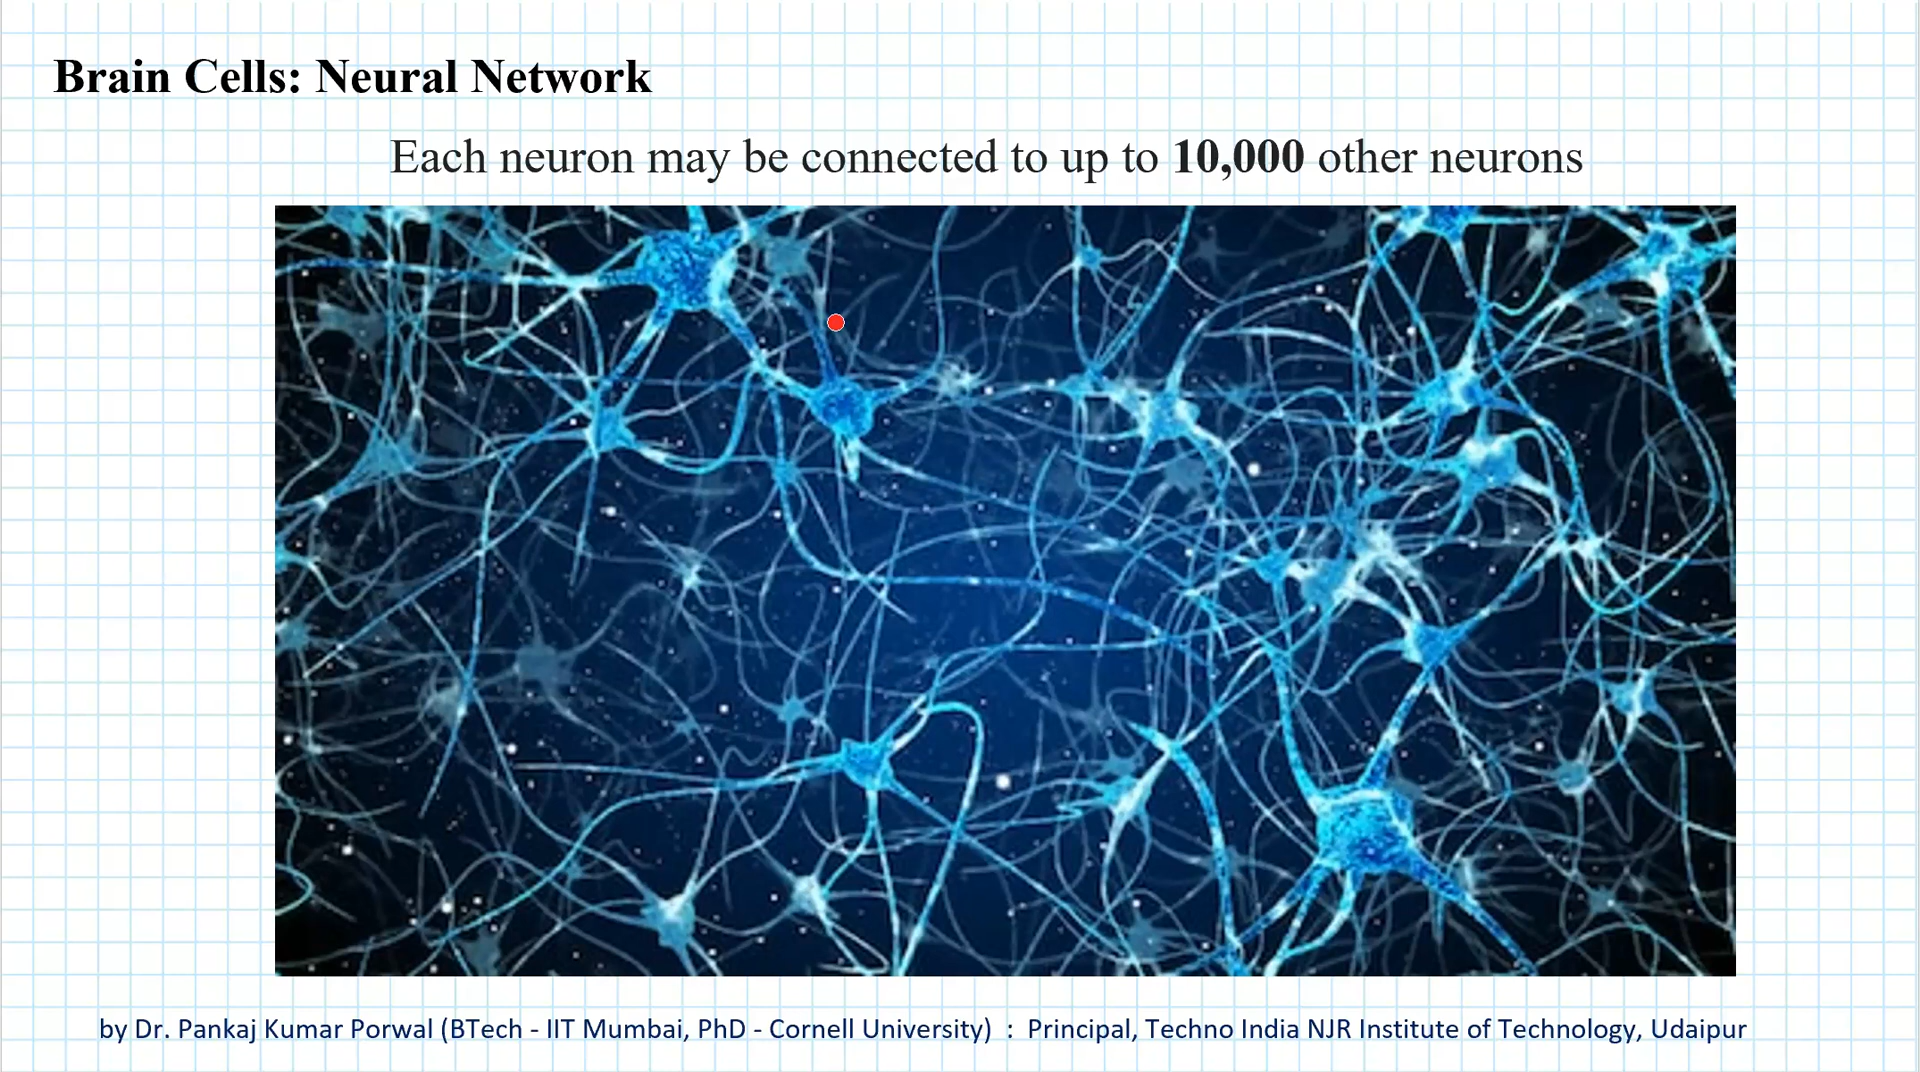 Brain Cells: Neural Network
Each neuron may be connected to up to 10,000 other neurons
by Dr. Pankaj Kumar Porwal (BTech - IIT Mumbai, PhD - Cornell University)  :  Principal, Techno India NJR Institute of Technology, Udaipur